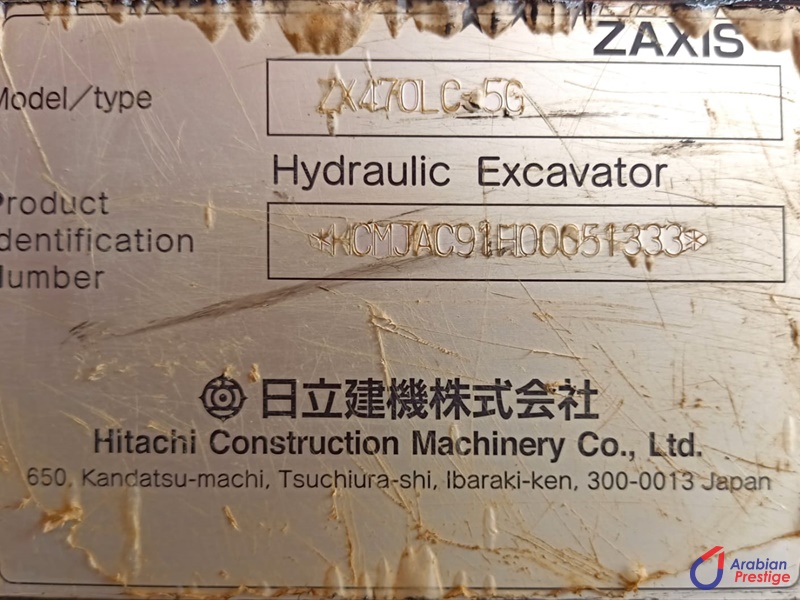 ZAXIS
Model/type
ZX470LC-5G
Hydraulic Excavator
Product
Identification
Number
*HCMJAC91H00051333*
日立建機株式会社
Hitachi Construction Machinery Co., Ltd.
650, Kandatsu-machi, Tsuchiura-shi, Ibaraki-ken, 300-0013 Japan
Arabian
Prestige